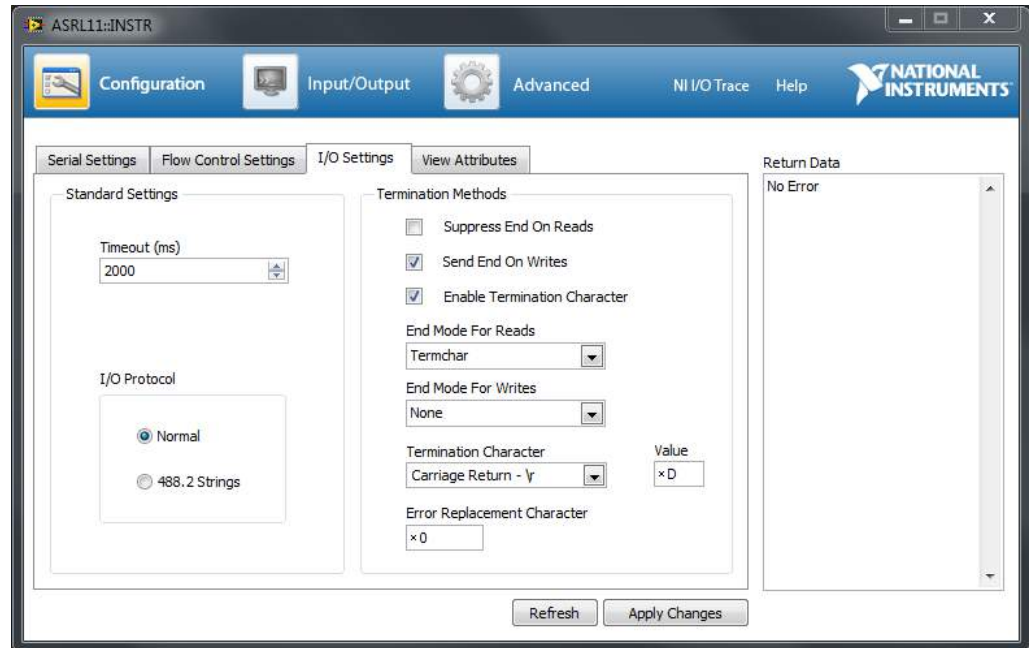 ASRL11::INSTR
Configuration
Input/Output
Advanced
NI I/O Trace
Help
NATIONAL
INSTRUMENTS
Serial Settings
Flow Control Settings
I/O Settings
View Attributes
Standard Settings
Timeout (ms)
2000
I/O Protocol
Normal
488.2 Strings
Termination Methods
Suppress End On Reads
Send End On Writes
Enable Termination Character
End Mode For Reads
Termchar
End Mode For Writes
None
Termination Character
Carriage Return - \r
Value
×D
Error Replacement Character
×0
Return Data
No Error
Refresh
Apply Changes